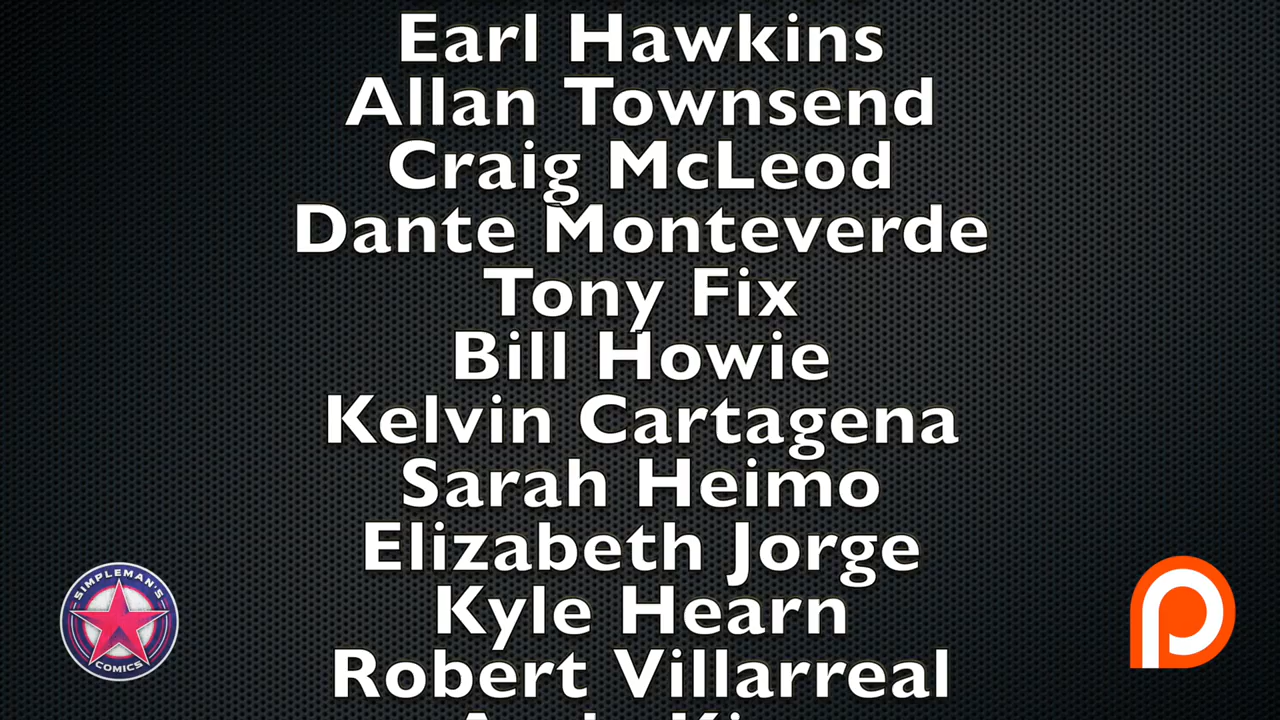 Earl Hawkins
Allan Townsend
Craig McLeod
Dante Monteverde
Tony Fix
Bill Howie
Kelvin Cartagena
Sarah Heimo
Elizabeth Jorge
Kyle Hearn
Robert Villarreal
SIMPLEMAN'S
COMICS